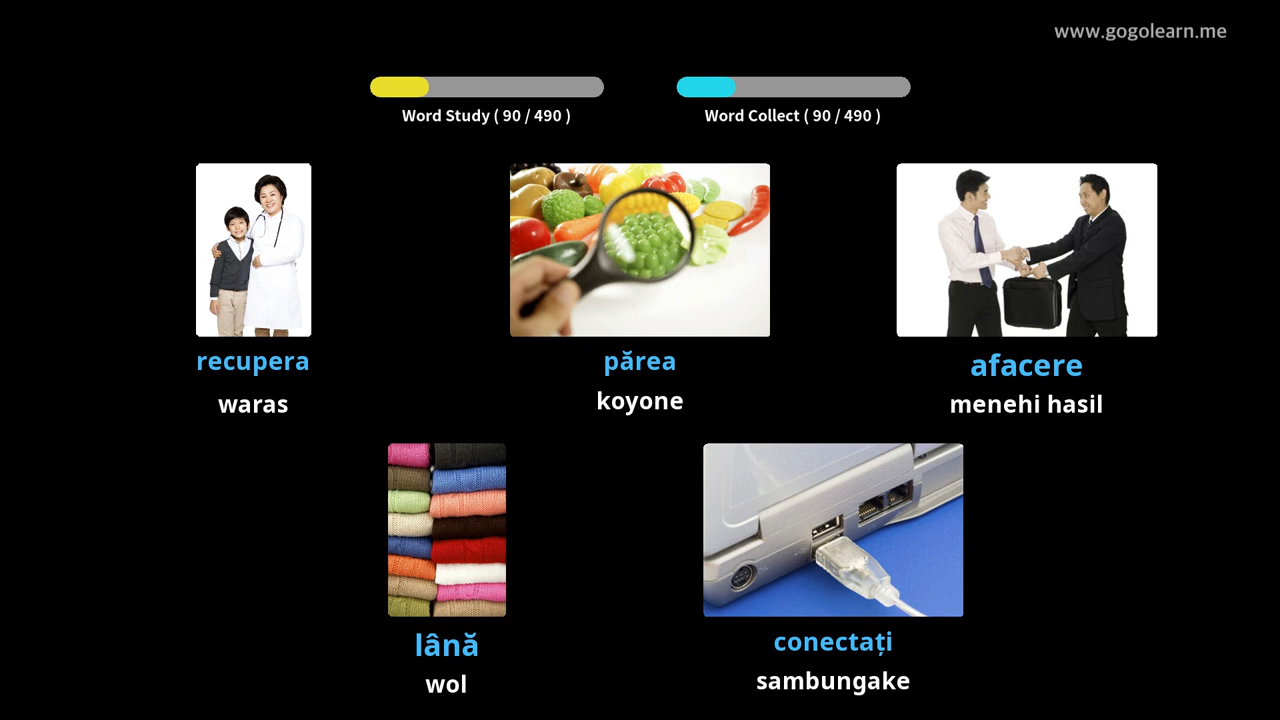 www.gogolearn.me
Word Study ( 90 / 490 )
Word Collect ( 90 / 490 )
recupera
waras
părea
koyone
afacere
menehi hasil
lână
wol
conectați
sambungake